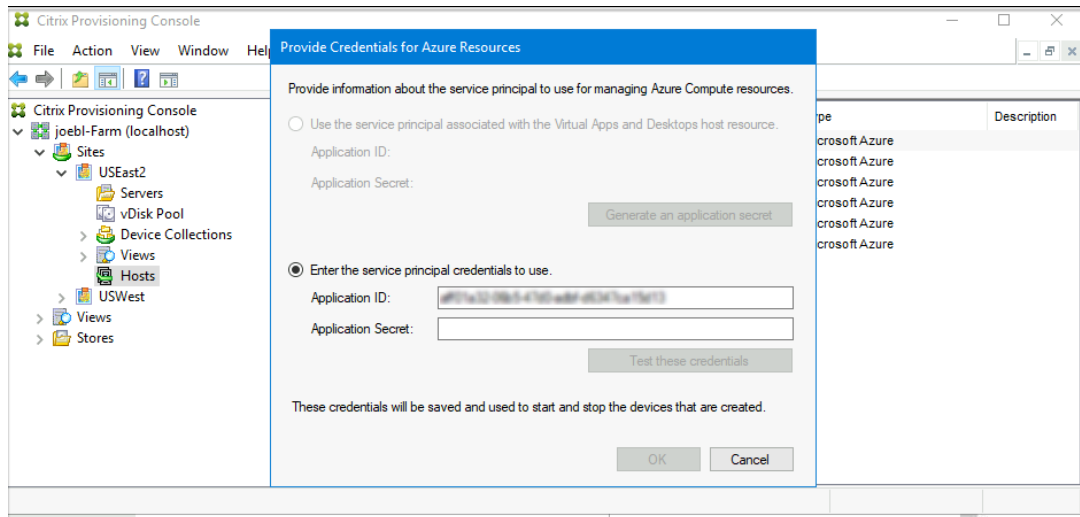 Citrix Provisioning Console
File Action View Window Hel
Citrix Provisioning Console
joebl-Farm (localhost)
Sites
USEast2
Servers
vDisk Pool
Device Collections
Views
Hosts
USWest
Views
Stores
Provide Credentials for Azure Resources
Provide information about the service principal to use for managing Azure Compute resources.
Use the service principal associated with the Virtual Apps and Desktops host resource.
Application ID:
Application Secret:
Generate an application secret
Enter the service principal credentials to use.
Application ID:
Application Secret:
Test these credentials
These credentials will be saved and used to start and stop the devices that are created.
OK Cancel
pe Description
crosoft Azure
crosoft Azure
crosoft Azure
crosoft Azure
crosoft Azure
crosoft Azure